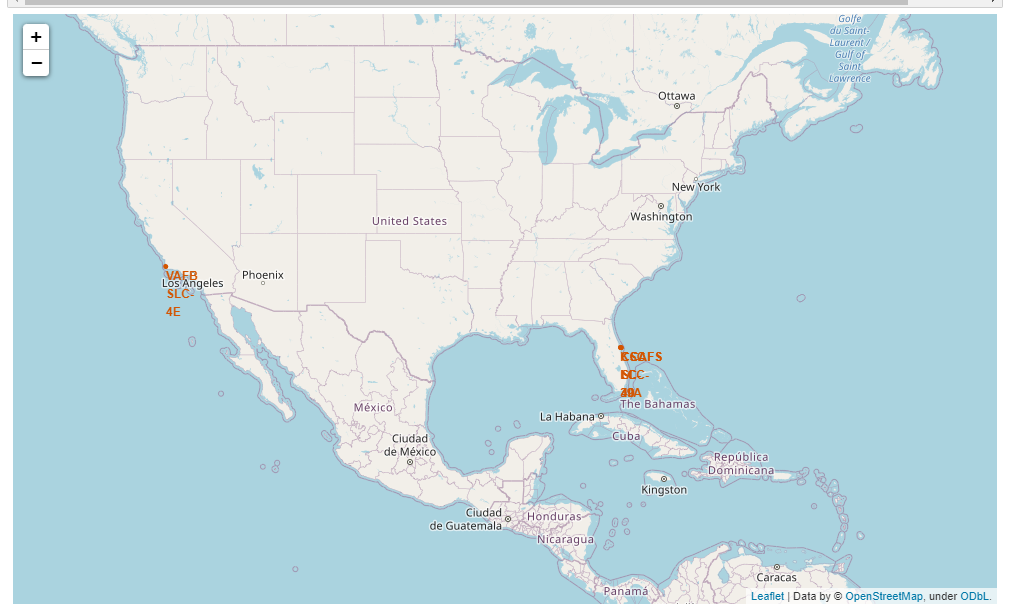 +
−
Golfe
du Saint-
Laurent /
Gulf of
Saint
Lawrence
Ottawa
New York
Washington
United States
VAFB
SLC-
4E
Los Angeles
Phoenix
The Bahamas
La Habana
Cuba
México
Ciudad
de México
República
Dominicana
Kingston
Ciudad
de Guatemala
Honduras
Nicaragua
Caracas
Panamá
Leaflet | Data by © OpenStreetMap, under ODbL.